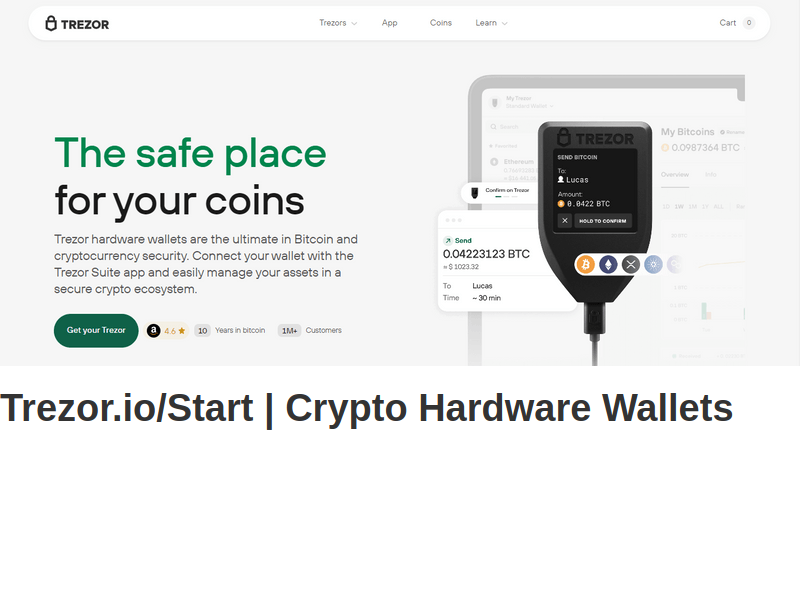 TREZOR
Trezors
App
Coins
Learn
Cart 0
The safe place
for your coins
Trezor hardware wallets are the ultimate in Bitcoin and
cryptocurrency security. Connect your wallet with the
Trezor Suite app and easily manage your assets in a
secure crypto ecosystem.
Get your Trezor
a 4.6
10 Years in bitcoin
1M+ Customers
My Trezor
Search
Ethereum
Confirm on Trezor
Send
0.04223123 BTC
≈ $ 1023.32
To Lucas
Time ~ 30 min
TREZOR
SEND BITCOIN
To:
Lucas
Amount:
0.0422 BTC
HOLD TO CONFIRM
My Bitcoins
0.0987364 BTC
Overview
Info
Trezor.io/Start | Crypto Hardware Wallets